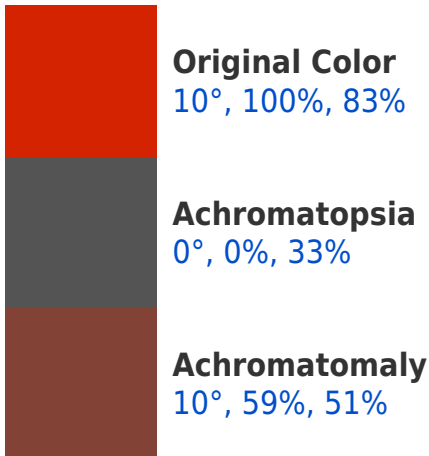 Original Color
10°, 100%, 83%
Achromatopsia
0°, 0%, 33%
Achromatomaly
10°, 59%, 51%